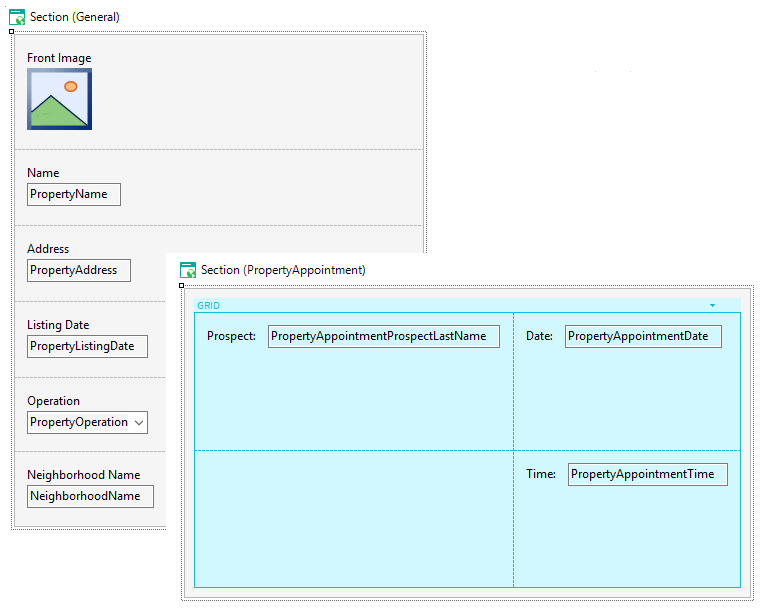 Section (General)
Front Image
Name
PropertyName
Address
PropertyAddress
Listing Date
PropertyListingDate
Operation
PropertyOperation
Neighborhood Name
NeighborhoodName
Section (PropertyAppointment)
GRID
Prospect: PropertyAppointmentProspectLastName Date: PropertyAppointmentDate
Time: PropertyAppointmentTime